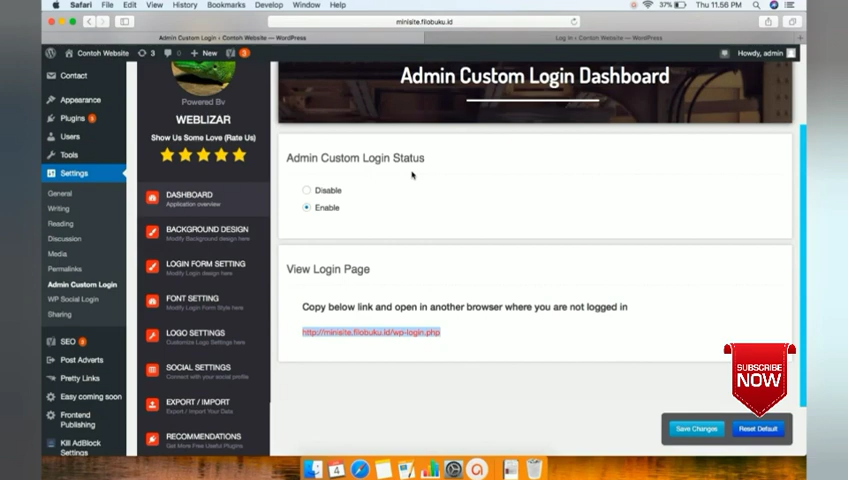 Safari File Edit View History Bookmarks Develop Window Help
37% Thu 11.56 PM
minisite.filobuku.id
Admin Custom Login ‹ Contoh Website — WordPress
Log In ‹ Contoh Website — WordPress
Contoh Website 3 0 New 3
Howdy, admin
Contact
Appearance
Plugins 5
Users
Tools
Settings
General
Writing
Reading
Discussion
Media
Permalinks
Admin Custom Login
WP Social Login
Sharing
SEO 3
Post Adverts
Pretty Links
Easy coming soon
Frontend
Publishing
Kill AdBlock
Settings
Powered By
WEBLIZAR
Show Us Some Love (Rate Us)
DASHBOARD
Application overview
BACKGROUND DESIGN
Modify Background design here
LOGIN FORM SETTING
Modify Login design here
FONT SETTING
Modify Login Form Style here
LOGO SETTINGS
Customize Logo Settings here
SOCIAL SETTINGS
Connect with your social profile
EXPORT / IMPORT
Export / Import Your Data
RECOMMENDATIONS
Get More Free Useful Plugins
Admin Custom Login Dashboard
Admin Custom Login Status
Disable
Enable
View Login Page
Copy below link and open in another browser where you are not logged in
http://minisite.filobuku.id/wp-login.php
SUBSCRIBE
NOW
Save Changes
Reset Default
4